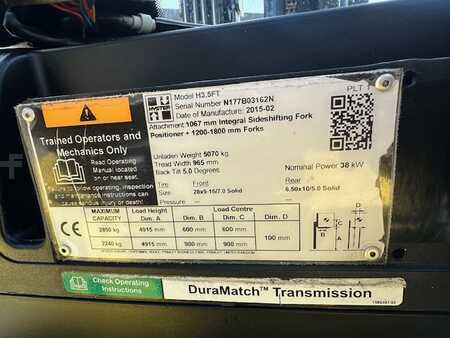 HYSTER
Model H3.5FT
Serial Number N177B03162N
Date of Manufacture: 2015-02
PLT
Attachment: 1067 mm Integral Sideshifting Fork
Positioner + 1200-1800 mm Forks
Trained Operators and
Mechanics Only
Unladen Weight 5070 kg
Tread Width 965 mm
Back Tilt 5.0 Degrees
Nominal Power 38 kW
Tire Front Rear
Size: 28x9-15/7.0 Solid 6.50x10/5.0 Solid
Pressure
MAXIMUM CAPACITY Load Height Dim. A Load Centre Dim. B Dim. C Dim. D
2850 kg 4915 mm 600 mm 600 mm 100 mm
2240 kg 4915 mm 900 mm 900 mm
CE
A B C D
Check Operating
Instructions
DuraMatch™ Transmission